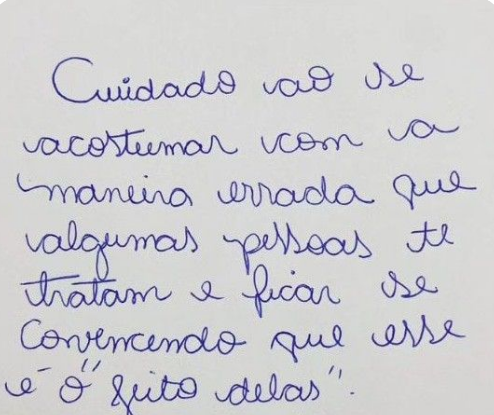 Cuidado ao se
acostumar com a
maneira errada que
algumas pessoas te
tratam e ficar se
convencendo que esse
é o "jeito delas".